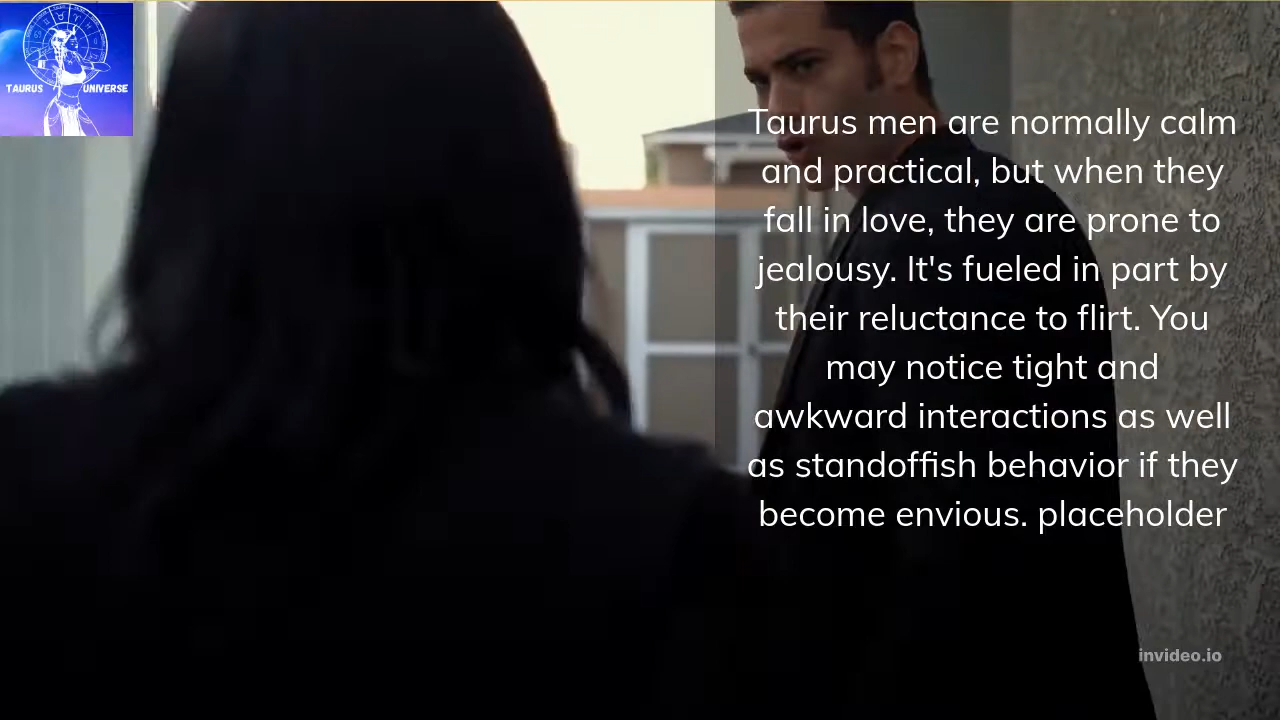 TAURUS UNIVERSE
Taurus men are normally calm
and practical, but when they
fall in love, they are prone to
jealousy. It's fueled in part by
their reluctance to flirt. You
may notice tight and
awkward interactions as well
as standoffish behavior if they
become envious. placeholder
invideo.io